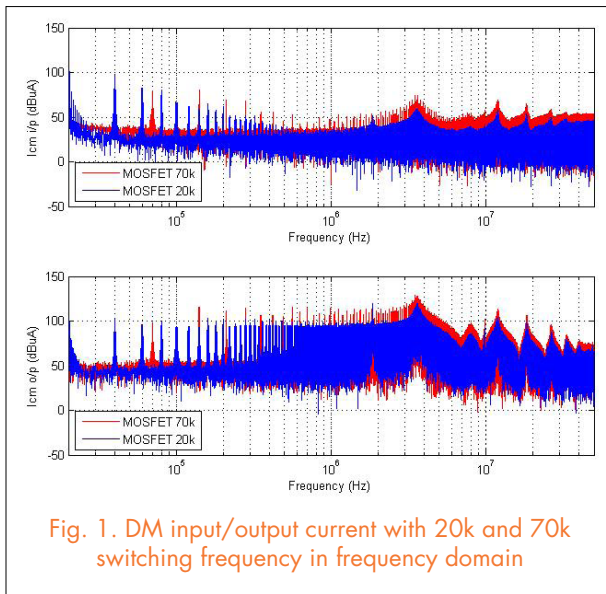 150
100
50
0
-50
Icm i/p (dBuA)
MOSFET 70k
MOSFET 20k
10^5
10^6
10^7
Frequency (Hz)
150
100
50
0
-50
Icm o/p (dBuA)
MOSFET 70k
MOSFET 20k
10^5
10^6
10^7
Frequency (Hz)
Fig. 1. DM input/output current with 20k and 70k
switching frequency in frequency domain